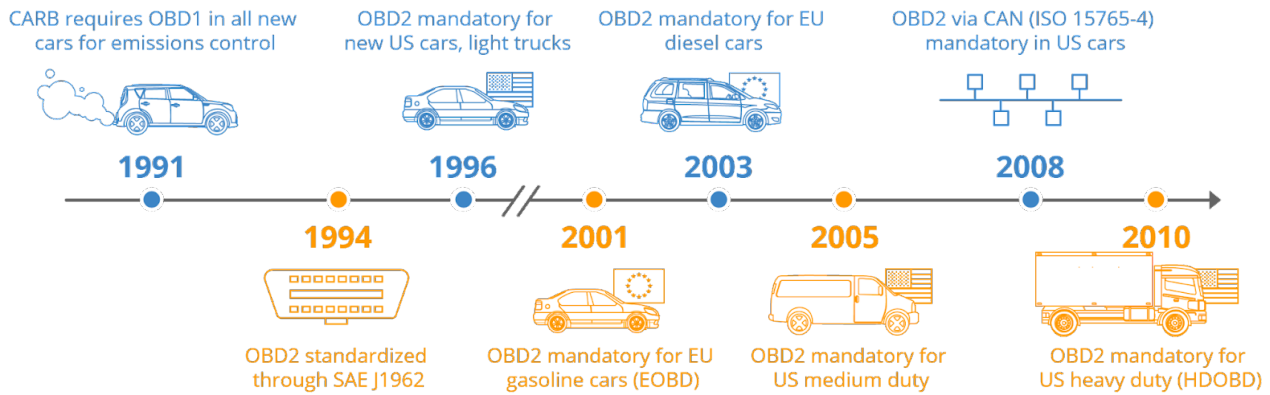 CARB requires OBD1 in all new
cars for emissions control
1991
OBD2 mandatory for
new US cars, light trucks
1996
OBD2 mandatory for EU
diesel cars
2003
OBD2 via CAN (ISO 15765-4)
mandatory in US cars
2008
1994
OBD2 standardized
through SAE J1962
2001
OBD2 mandatory for EU
gasoline cars (EOBD)
2005
OBD2 mandatory for
US medium duty
2010
OBD2 mandatory for
US heavy duty (HDOBD)